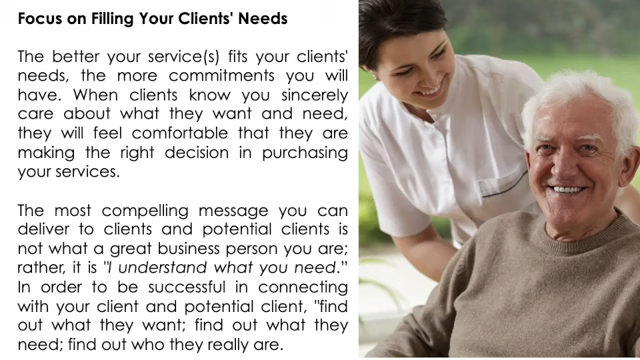 Focus on Filling Your Clients' Needs
The better your service(s) fits your clients'
needs, the more commitments you will
have. When clients know you sincerely
care about what they want and need,
they will feel comfortable that they are
making the right decision in purchasing
your services.
The most compelling message you can
deliver to clients and potential clients is
not what a great business person you are;
rather, it is "I understand what you need."
In order to be successful in connecting
with your client and potential client, "find
out what they want; find out what they
need; find out who they really are.